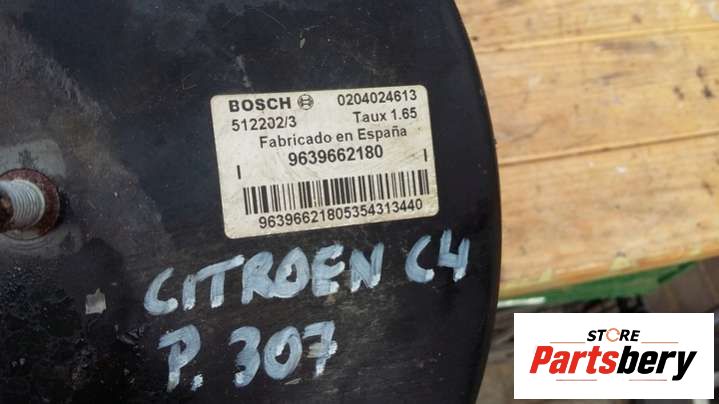 BOSCH 0204024613
512202/3 Taux 1.65
Fabricado en España
9639662180
I I
96396621805354313440
CITROEN C4
P. 307
STORE
Partsbery